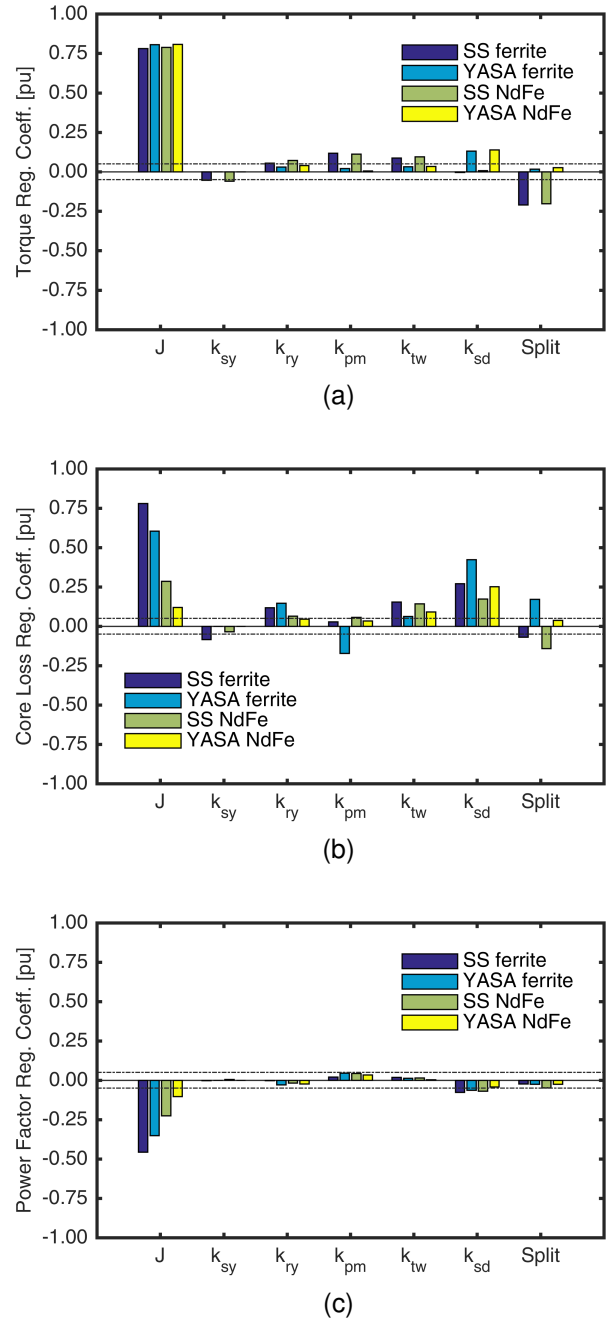 Torque Reg. Coeff. [pu]
1.00
0.75
0.50
0.25
0.00
-0.25
-0.50
-0.75
-1.00
SS ferrite
YASA ferrite
SS NdFe
YASA NdFe
J k_sy k_ry k_pm k_tw k_sd Split
(a)
Core Loss Reg. Coeff. [pu]
1.00
0.75
0.50
0.25
0.00
-0.25
-0.50
-0.75
-1.00
SS ferrite
YASA ferrite
SS NdFe
YASA NdFe
J k_sy k_ry k_pm k_tw k_sd Split
(b)
Power Factor Reg. Coeff. [pu]
1.00
0.75
0.50
0.25
0.00
-0.25
-0.50
-0.75
-1.00
SS ferrite
YASA ferrite
SS NdFe
YASA NdFe
J k_sy k_ry k_pm k_tw k_sd Split
(c)